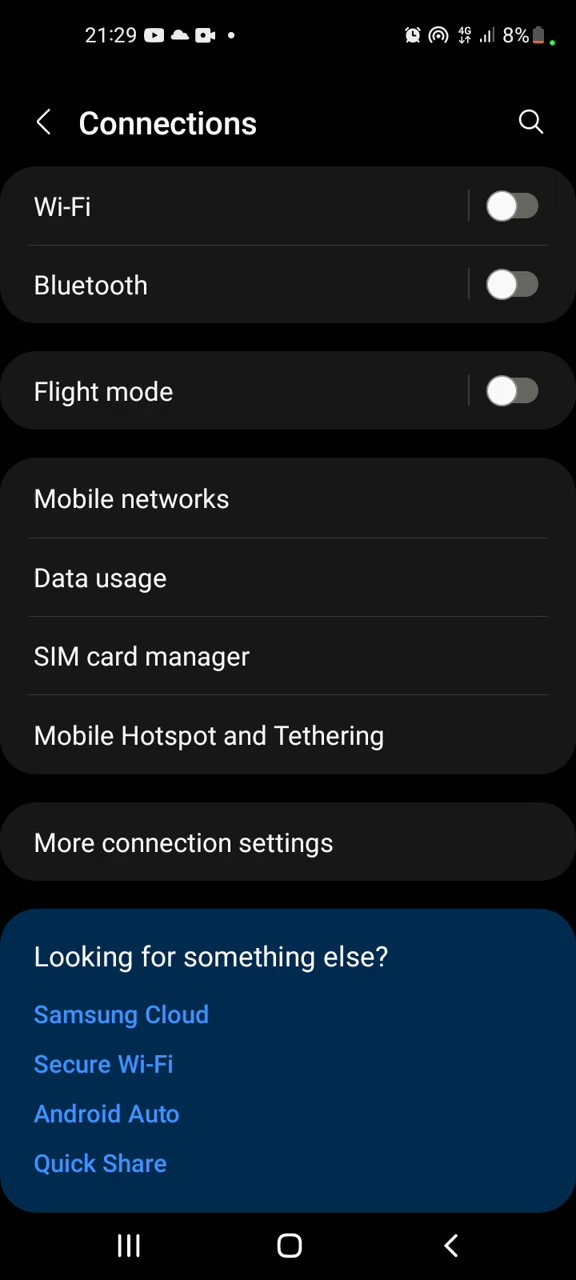 21:29 4G 8%
Connections
Wi-Fi
Bluetooth
Flight mode
Mobile networks
Data usage
SIM card manager
Mobile Hotspot and Tethering
More connection settings
Looking for something else?
Samsung Cloud
Secure Wi-Fi
Android Auto
Quick Share